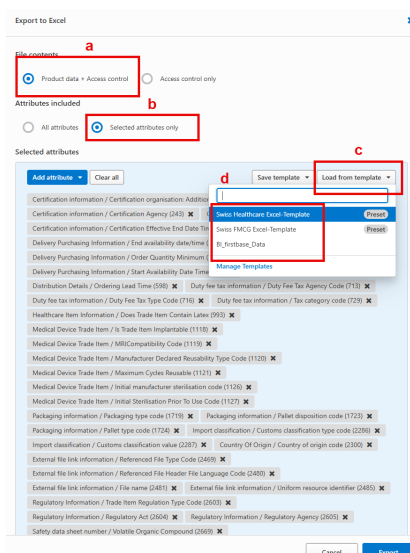 Export to Excel
a
File contents
Product data + Access control
Access control only
b
Attributes included
All attributes
Selected attributes only
c
Selected attributes
d
Add attribute
Clear all
Save template
Load from template
Certification information / Certification organisation: Additio
Certification information / Certification Agency (243) ✖
Swiss Healthcare Excel-Template
Preset
Certification information / Certification Effective End Date Tim
Swiss FMCG Excel-Template
Preset
Delivery Purchasing Information / End availability date/time (
BI_firstbase_Data
Delivery Purchasing Information / Order Quantity Minimum (
Delivery Purchasing Information / Start Availability Date Time
Manage Templates
Distribution Details / Ordering Lead Time (598) ✖ Duty fee tax information / Duty Fee Tax Agency Code (713) ✖
Duty fee tax information / Duty Fee Tax Type Code (716) ✖ Duty fee tax information / Tax category code (729) ✖
Healthcare Item Information / Does Trade Item Contain Latex (993) ✖
Medical Device Trade Item / Is Trade Item Implantable (1118) ✖
Medical Device Trade Item / MRICompatibility Code (1119) ✖
Medical Device Trade Item / Manufacturer Declared Reusability Type Code (1120) ✖
Medical Device Trade Item / Maximum Cycles Reusable (1121) ✖
Medical Device Trade Item / Initial manufacturer sterilisation code (1126) ✖
Medical Device Trade Item / Initial Sterilisation Prior To Use Code (1127) ✖
Packaging information / Packaging type code (1719) ✖ Packaging information / Pallet disposition code (1723) ✖
Packaging information / Pallet type code (1724) ✖ Import classification / Customs classification type code (2286) ✖
Import classification / Customs classification value (2287) ✖ Country Of Origin / Country of origin code (2300) ✖
External file link information / Referenced File Type Code (2469) ✖
External file link information / Referenced File Header File Language Code (2480) ✖
External file link information / File name (2481) ✖ External file link information / Uniform resource identifier (2485) ✖
Regulatory Information / Trade Item Regulation Type Code (2603) ✖
Regulatory Information / Regulatory Act (2604) ✖ Regulatory Information / Regulatory Agency (2605) ✖
Safety data sheet number / Volatile Organic Compound (2669) ✖
Cancel
Export